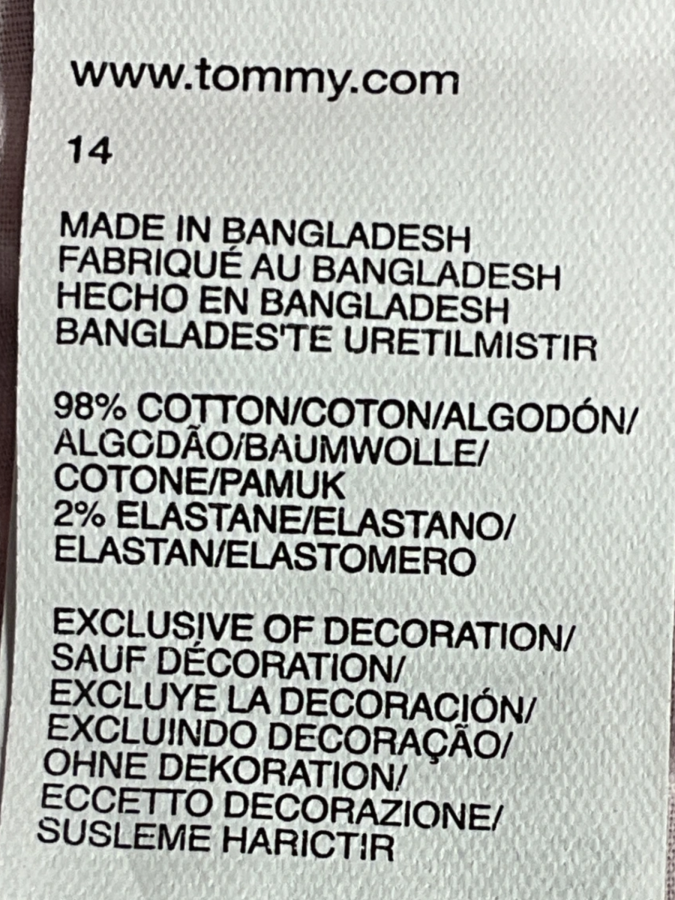 www.tommy.com
14
MADE IN BANGLADESH
FABRIQUÉ AU BANGLADESH
HECHO EN BANGLADESH
BANGLADES'TE URETILMISTIR
98% COTTON/COTON/ALGODÓN/
ALGODÃO/BAUMWOLLE/
COTONE/PAMUK
2% ELASTANE/ELASTANO/
ELASTAN/ELASTOMERO
EXCLUSIVE OF DECORATION/
SAUF DÉCORATION/
EXCLUYE LA DECORACIÓN/
EXCLUINDO DECORAÇÃO/
OHNE DEKORATION/
ECCETTO DECORAZIONE/
SUSLEME HARICTIR